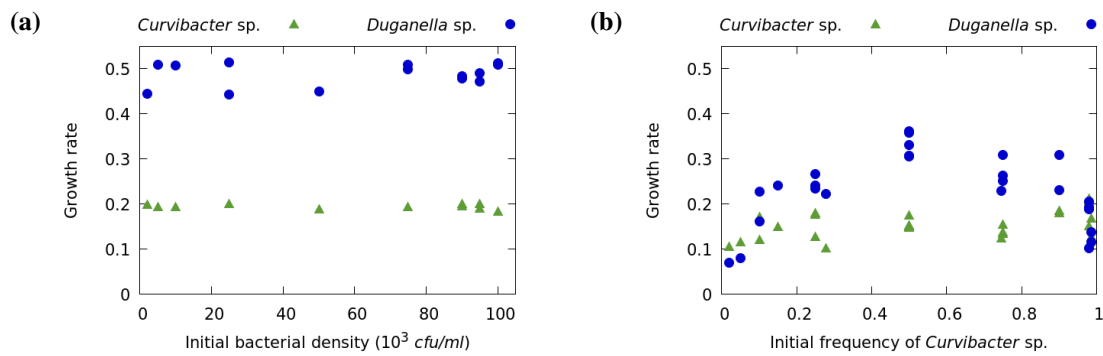 (a)
Curvibacter sp. Duganella sp.
0.5
0.4
0.3
0.2
0.1
0
Growth rate
0 20 40 60 80 100
Initial bacterial density (10³ cfu/ml)
(b)
Curvibacter sp. Duganella sp.
0.5
0.4
0.3
0.2
0.1
0
Growth rate
0 0.2 0.4 0.6 0.8 1
Initial frequency of Curvibacter sp.